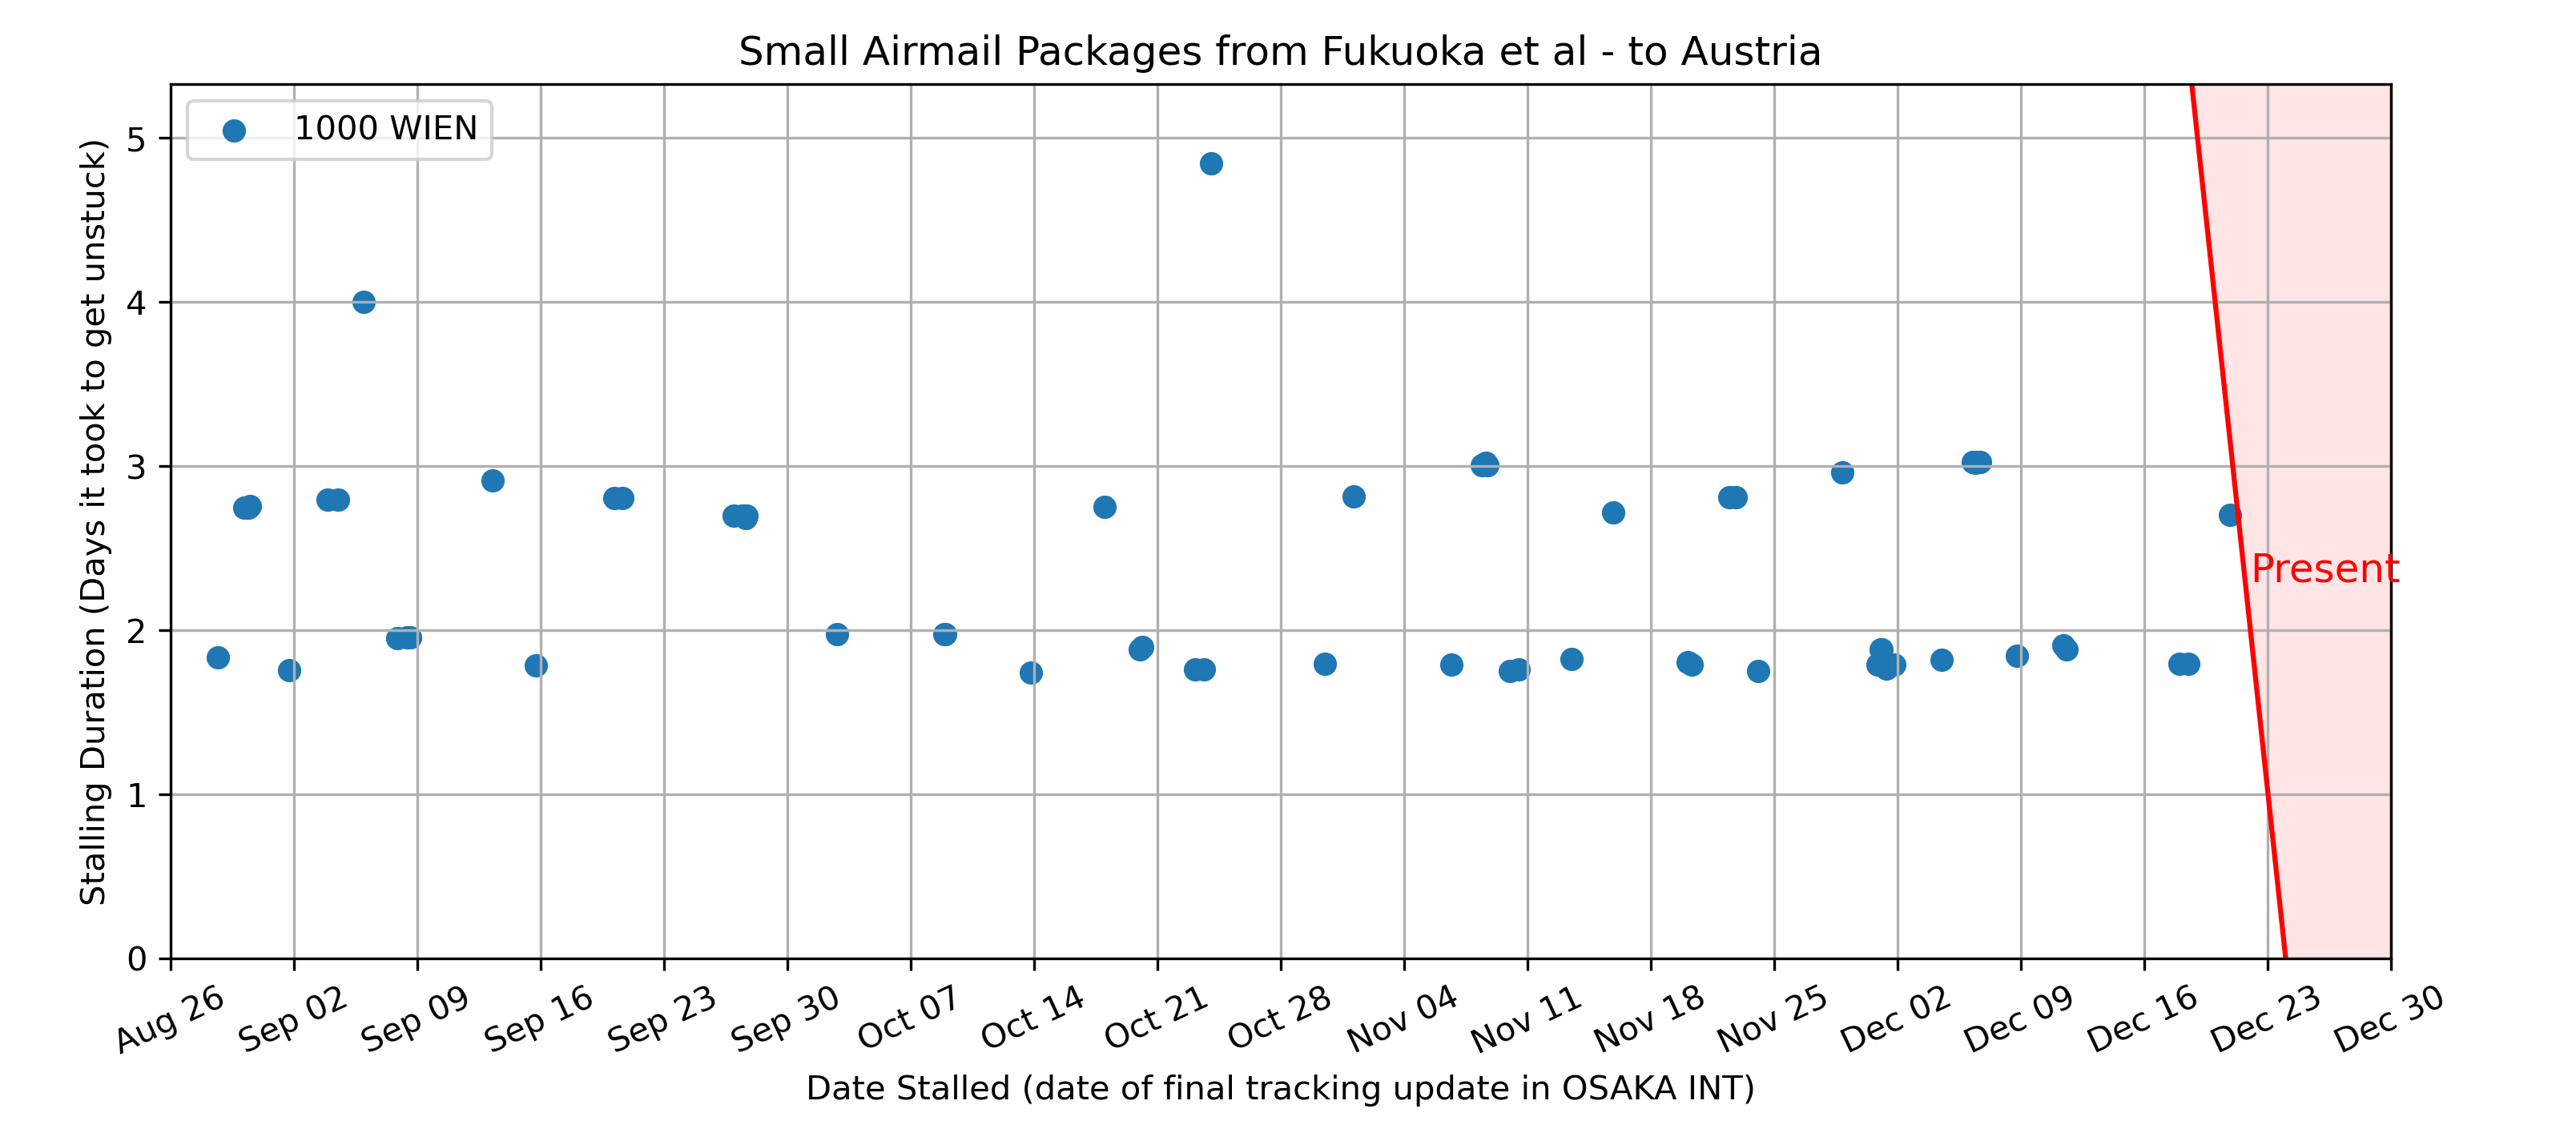 Small Airmail Packages from Fukuoka et al - to Austria
1000 WIEN
Stalling Duration (Days it took to get unstuck)
5
4
3
2
1
0
Present
Aug 26
Sep 02
Sep 09
Sep 16
Sep 23
Sep 30
Oct 07
Oct 14
Oct 21
Oct 28
Nov 04
Nov 11
Nov 18
Nov 25
Dec 02
Dec 09
Dec 16
Dec 23
Dec 30
Date Stalled (date of final tracking update in OSAKA INT)